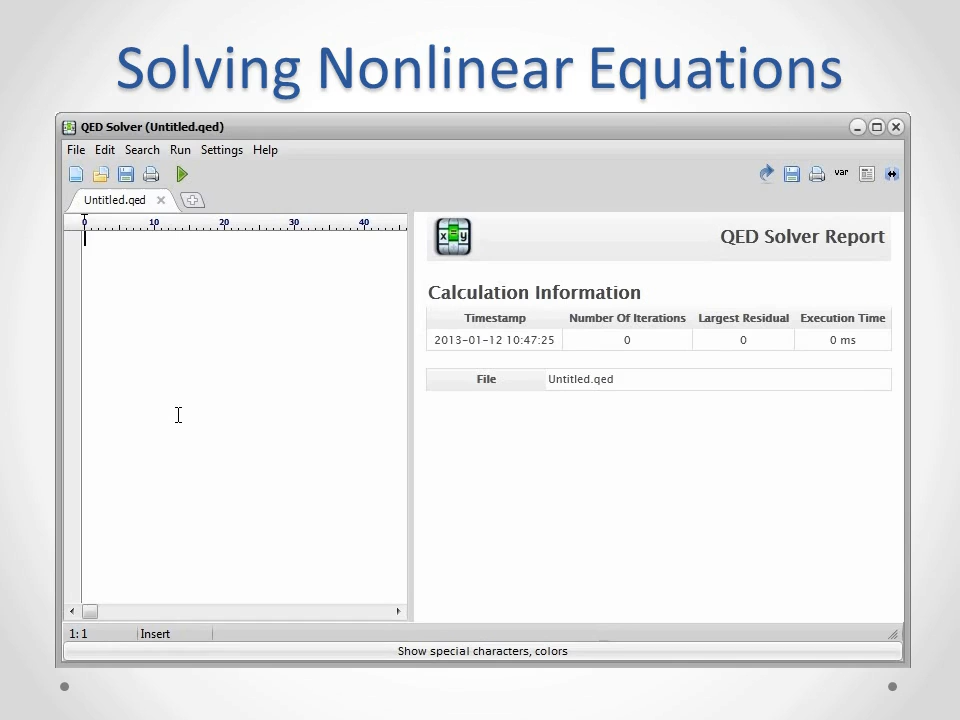 Solving Nonlinear Equations
QED Solver (Untitled.qed)
File Edit Search Run Settings Help
var
Untitled.qed
0 10 20 30 40
x = y
QED Solver Report
Calculation Information
Timestamp Number Of Iterations Largest Residual Execution Time
2013-01-12 10:47:25 0 0 0 ms
File Untitled.qed
1: 1 Insert
Show special characters, colors